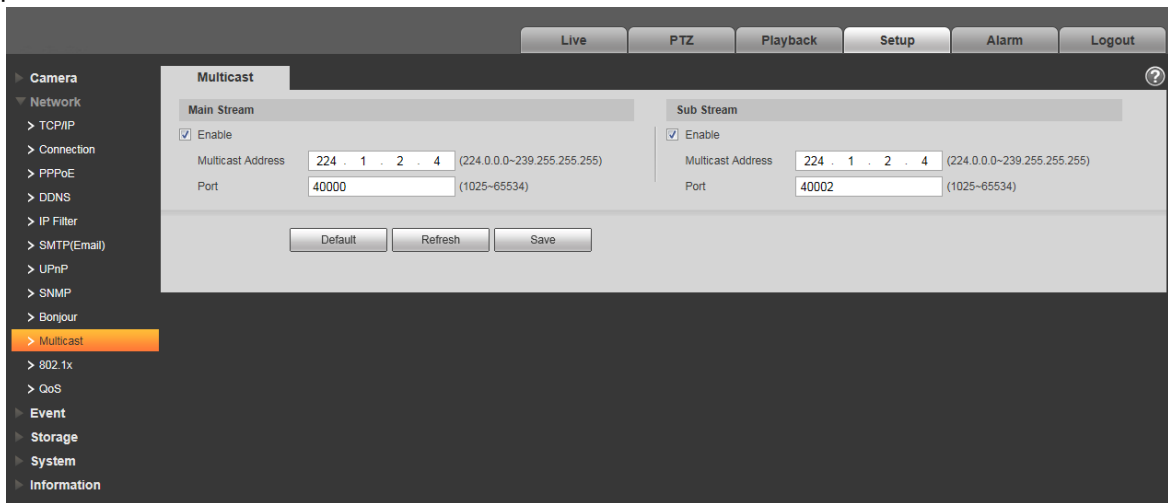 Live PTZ Playback Setup Alarm Logout
Camera
Network
> TCP/IP
> Connection
> PPPoE
> DDNS
> IP Filter
> SMTP(Email)
> UPnP
> SNMP
> Bonjour
> Multicast
> 802.1x
> QoS
Event
Storage
System
Information
Multicast
?
Main Stream
Enable
Multicast Address 224 . 1 . 2 . 4 (224.0.0.0~239.255.255.255)
Port 40000 (1025~65534)
Sub Stream
Enable
Multicast Address 224 . 1 . 2 . 4 (224.0.0.0~239.255.255.255)
Port 40002 (1025~65534)
Default Refresh Save